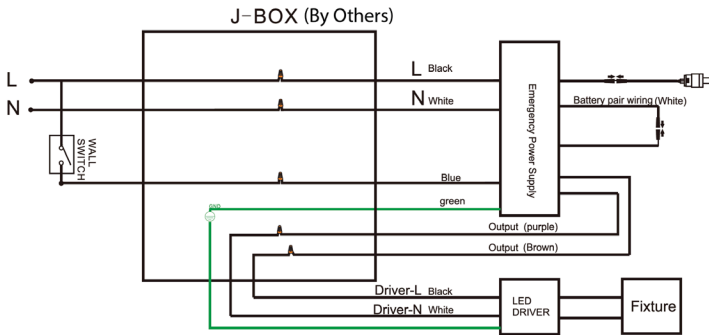 J-BOX (By Others)
L
L Black
N
N White
Emergency Power Supply
Battery pair wiring (White)
WALL
SWITCH
Blue
green
GND
Output (purple)
Output (Brown)
Driver-L Black
Driver-N White
LED
DRIVER
Fixture